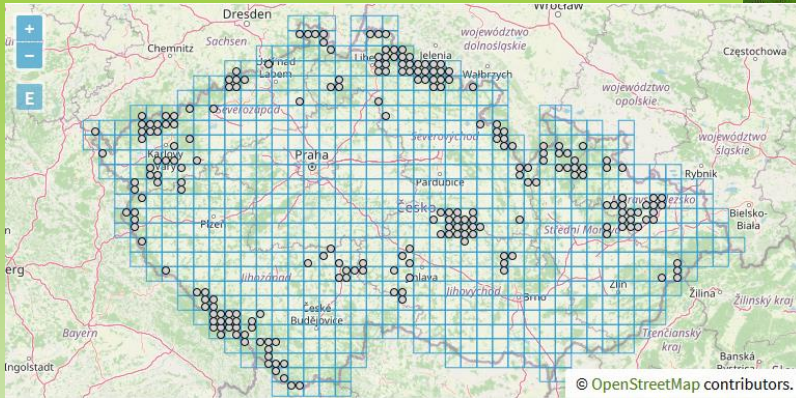 Wrocław
Dresden
+
województwo
dolnośląskie
Chemnitz
Sachsen
Jelenia
Częstochowa
−
Labem
Wałbrzych
E
województwo
opolskie
Severozápad
Severovýchod
województwo
śląskie
Karlovy
Vary
Praha
Rybnik
Pardubice
Česko
Bielsko-
Biała
Plzeň
Střední Morava
Jihozápad
Jihlava
Jihovýchod
Brno
Zlín
Žilina
Žilinský kraj
České
Budějovice
Bayern
Trenčianský
kraj
Ingolstadt
Banská
© OpenStreetMap contributors.